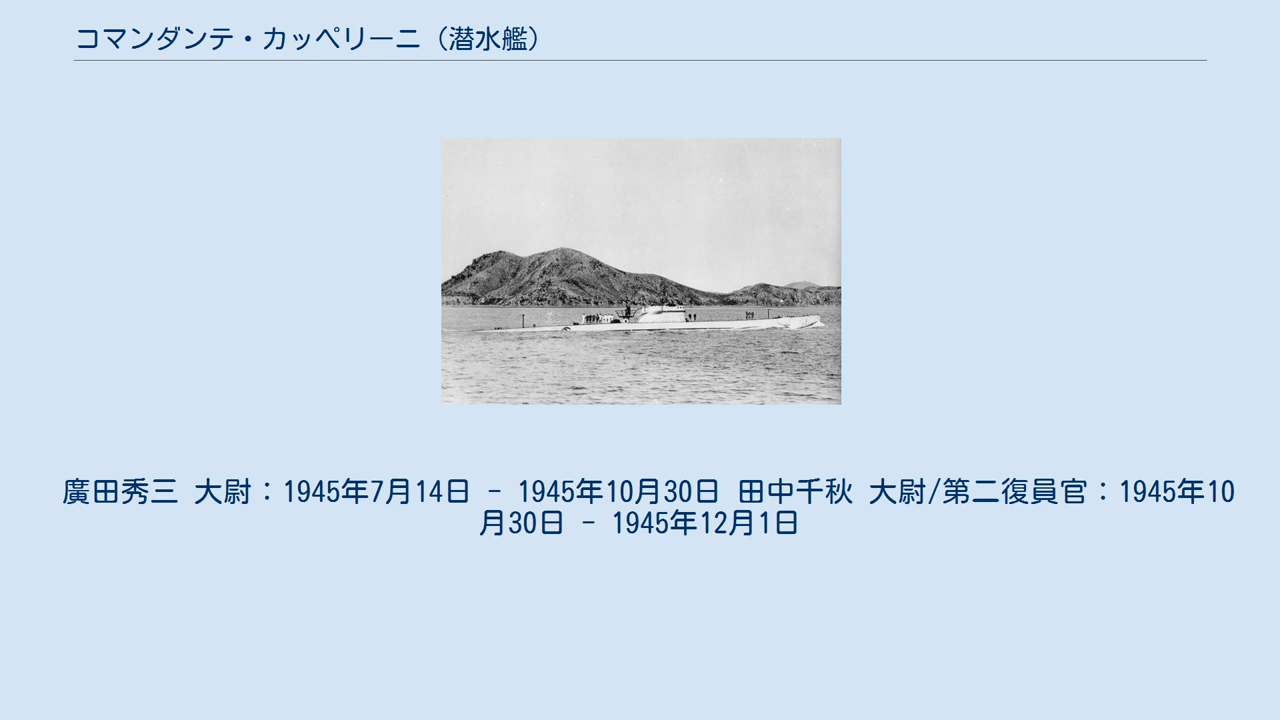 コマンダンテ・カッペリーニ（潜水艦）
廣田秀三 大尉：1945年7月14日 - 1945年10月30日 田中千秋 大尉/第二復員官：1945年10
月30日 - 1945年12月1日